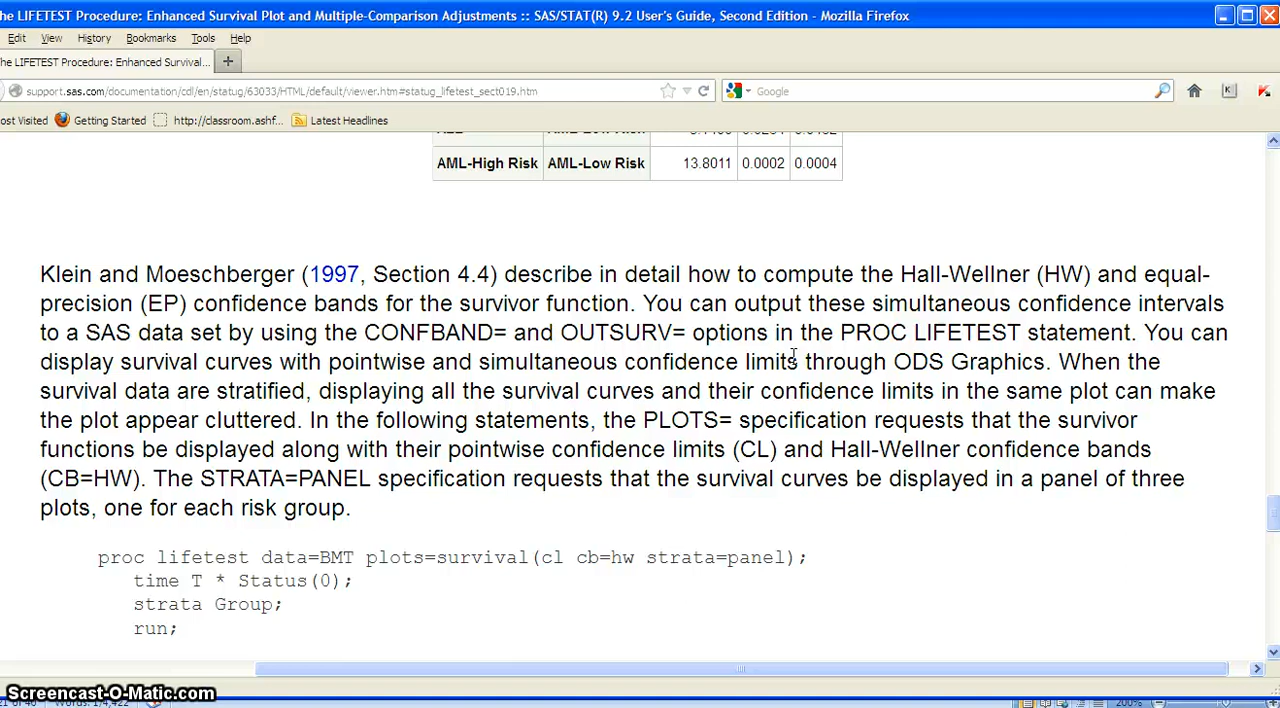 he LIFETEST Procedure: Enhanced Survival Plot and Multiple-Comparison Adjustments :: SAS/STAT(R) 9.2 User's Guide, Second Edition - Mozilla Firefox
Edit View History Bookmarks Tools Help
he LIFETEST Procedure: Enhanced Survival... +
support.sas.com/documentation/cdl/en/statug/63033/HTML/default/viewer.htm#statug_lifetest_sect019.htm Google
ost Visited Getting Started http://classroom.ashf... Latest Headlines
AML-High Risk AML-Low Risk 13.8011 0.0002 0.0004
Klein and Moeschberger (1997, Section 4.4) describe in detail how to compute the Hall-Wellner (HW) and equal-
precision (EP) confidence bands for the survivor function. You can output these simultaneous confidence intervals
to a SAS data set by using the CONFBAND= and OUTSURV= options in the PROC LIFETEST statement. You can
display survival curves with pointwise and simultaneous confidence limits through ODS Graphics. When the
survival data are stratified, displaying all the survival curves and their confidence limits in the same plot can make
the plot appear cluttered. In the following statements, the PLOTS= specification requests that the survivor
functions be displayed along with their pointwise confidence limits (CL) and Hall-Wellner confidence bands
(CB=HW). The STRATA=PANEL specification requests that the survival curves be displayed in a panel of three
plots, one for each risk group.
proc lifetest data=BMT plots=survival(cl cb=hw strata=panel);
time T * Status(0);
strata Group;
run;
Screencast-O-Matic.com
200%